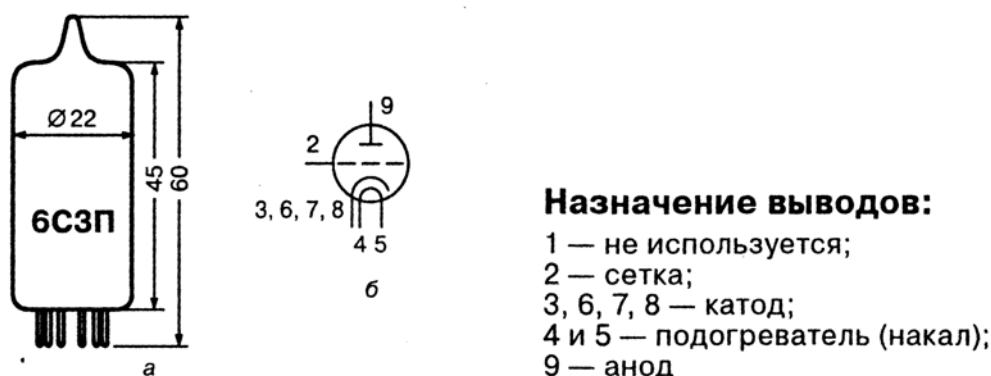 Ø 22
45
60
6С3П
а
9
2
3, 6, 7, 8
4 5
б
Назначение выводов:
1 — не используется;
2 — сетка;
3, 6, 7, 8 — катод;
4 и 5 — подогреватель (накал);
9 — анод